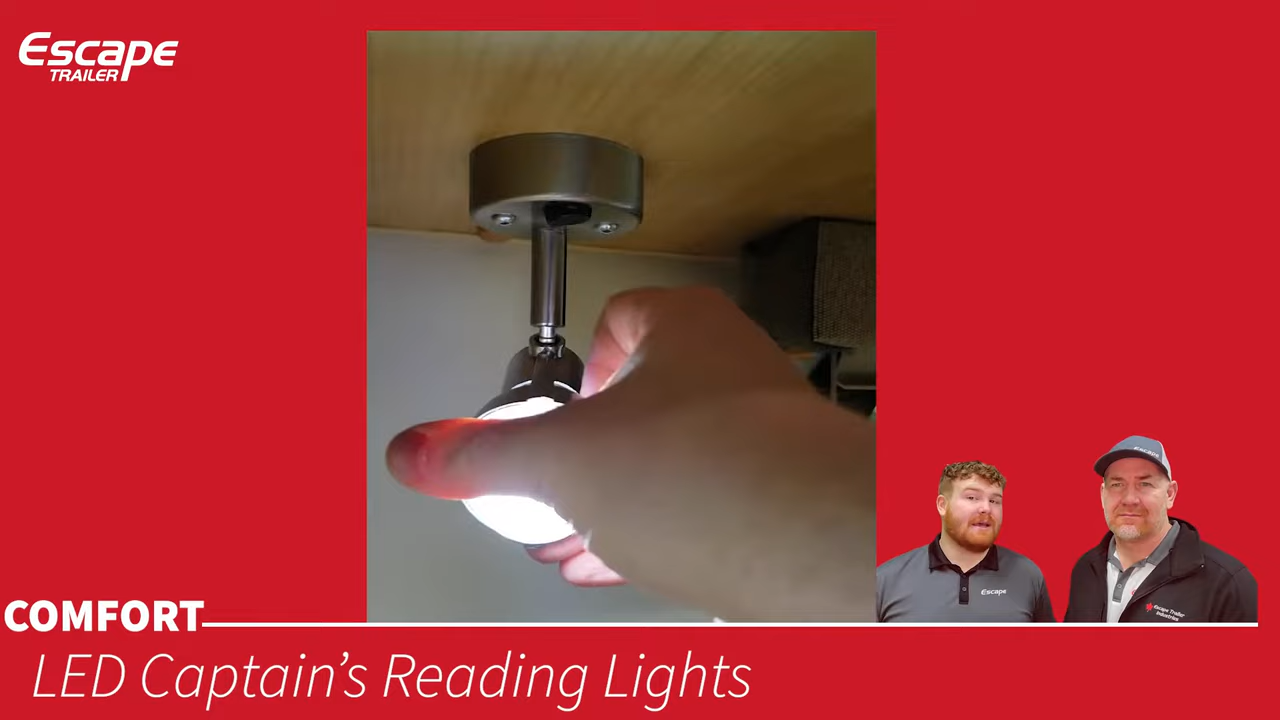 Escape
TRAILER
Escape
Escape
Escape Trailer
Industries
COMFORT
LED Captain's Reading Lights